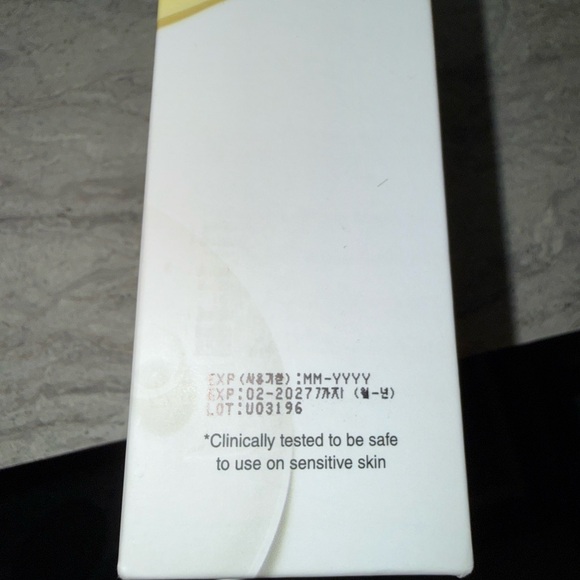 EXP(사용기한):MM-YYYY
EXP:02-2027까지 (월-년)
LOT:U03196
*Clinically tested to be safe
to use on sensitive skin